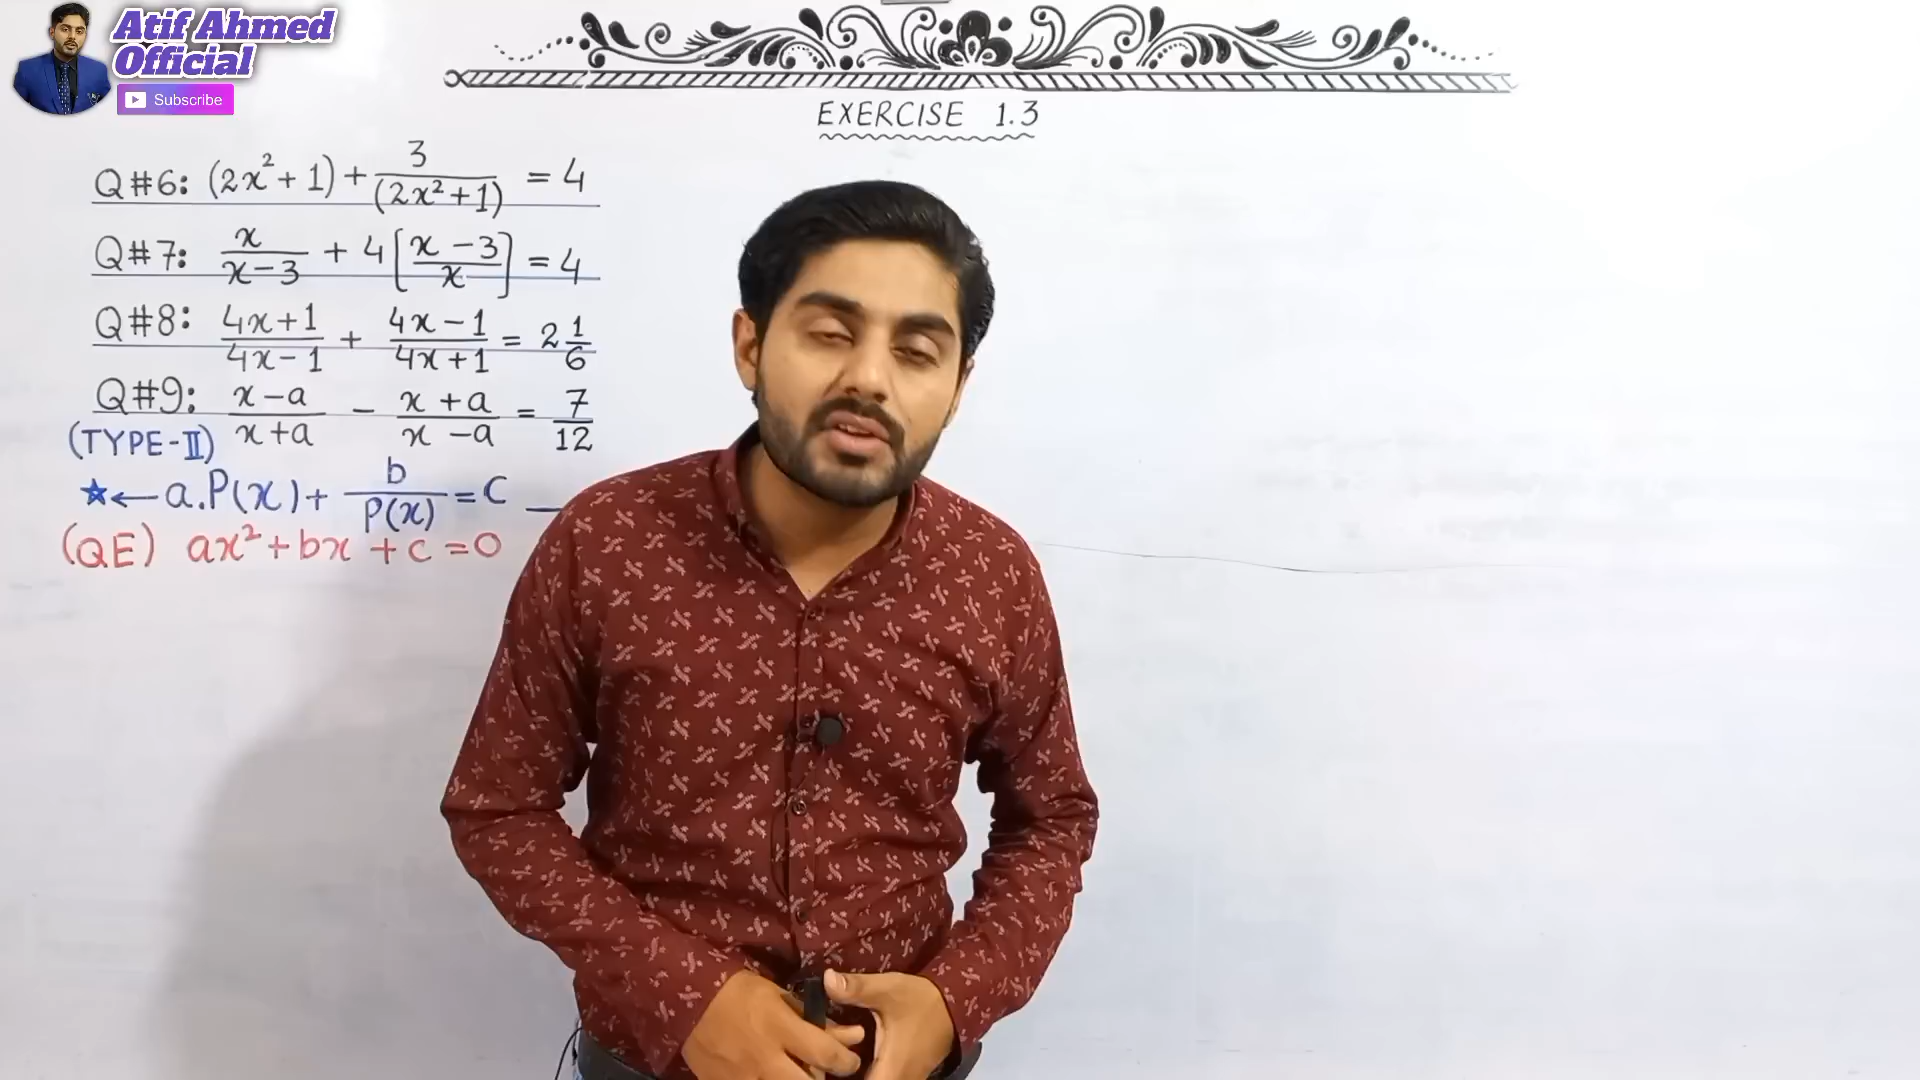 Atif Ahmed
Official
Subscribe
EXERCISE 1.3
Q#6: (2x²+1)+3/(2x²+1) = 4
Q#7: x/(x-3) + 4[(x-3)/x] = 4
Q#8: (4x+1)/(4x-1) + (4x-1)/(4x+1) = 2 1/6
Q#9: (x-a)/(x+a) - (x+a)/(x-a) = 7/12
(TYPE-II)
★← a.P(x)+ b/P(x) = C
(QE) ax²+bx+c=0